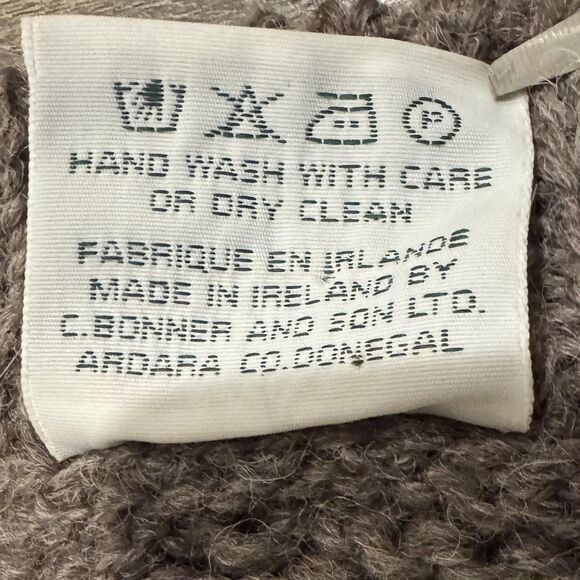 P
HAND WASH WITH CARE
OR DRY CLEAN
FABRIQUE EN IRLANDE
MADE IN IRELAND BY
C.BONNER AND SON LTD.
ARDARA CO.DONEGAL